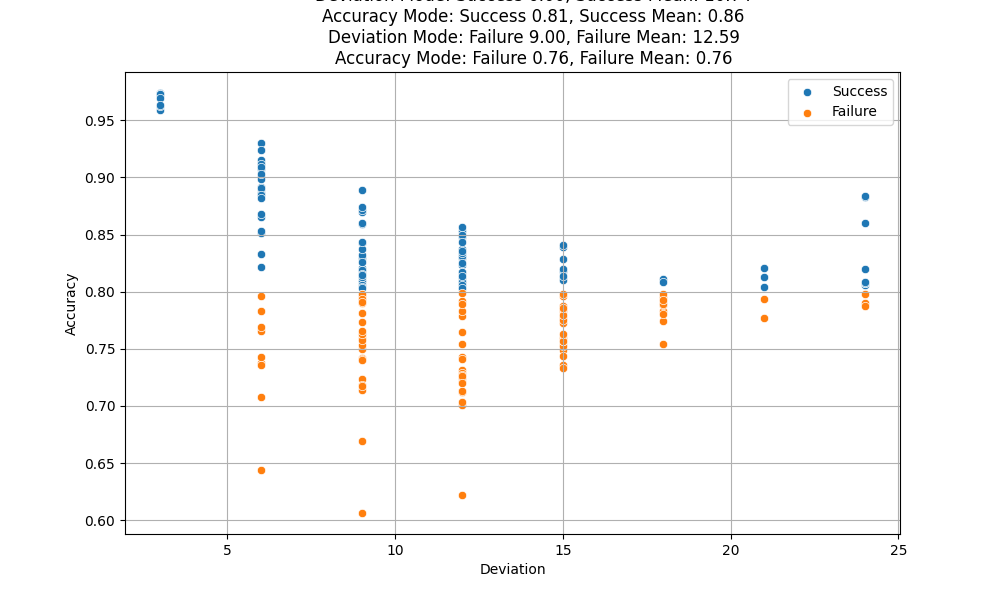 Accuracy Mode: Success 0.81, Success Mean: 0.86
Deviation Mode: Failure 9.00, Failure Mean: 12.59
Accuracy Mode: Failure 0.76, Failure Mean: 0.76
Success
Failure
Accuracy
0.95
0.90
0.85
0.80
0.75
0.70
0.65
0.60
5
10
15
20
25
Deviation